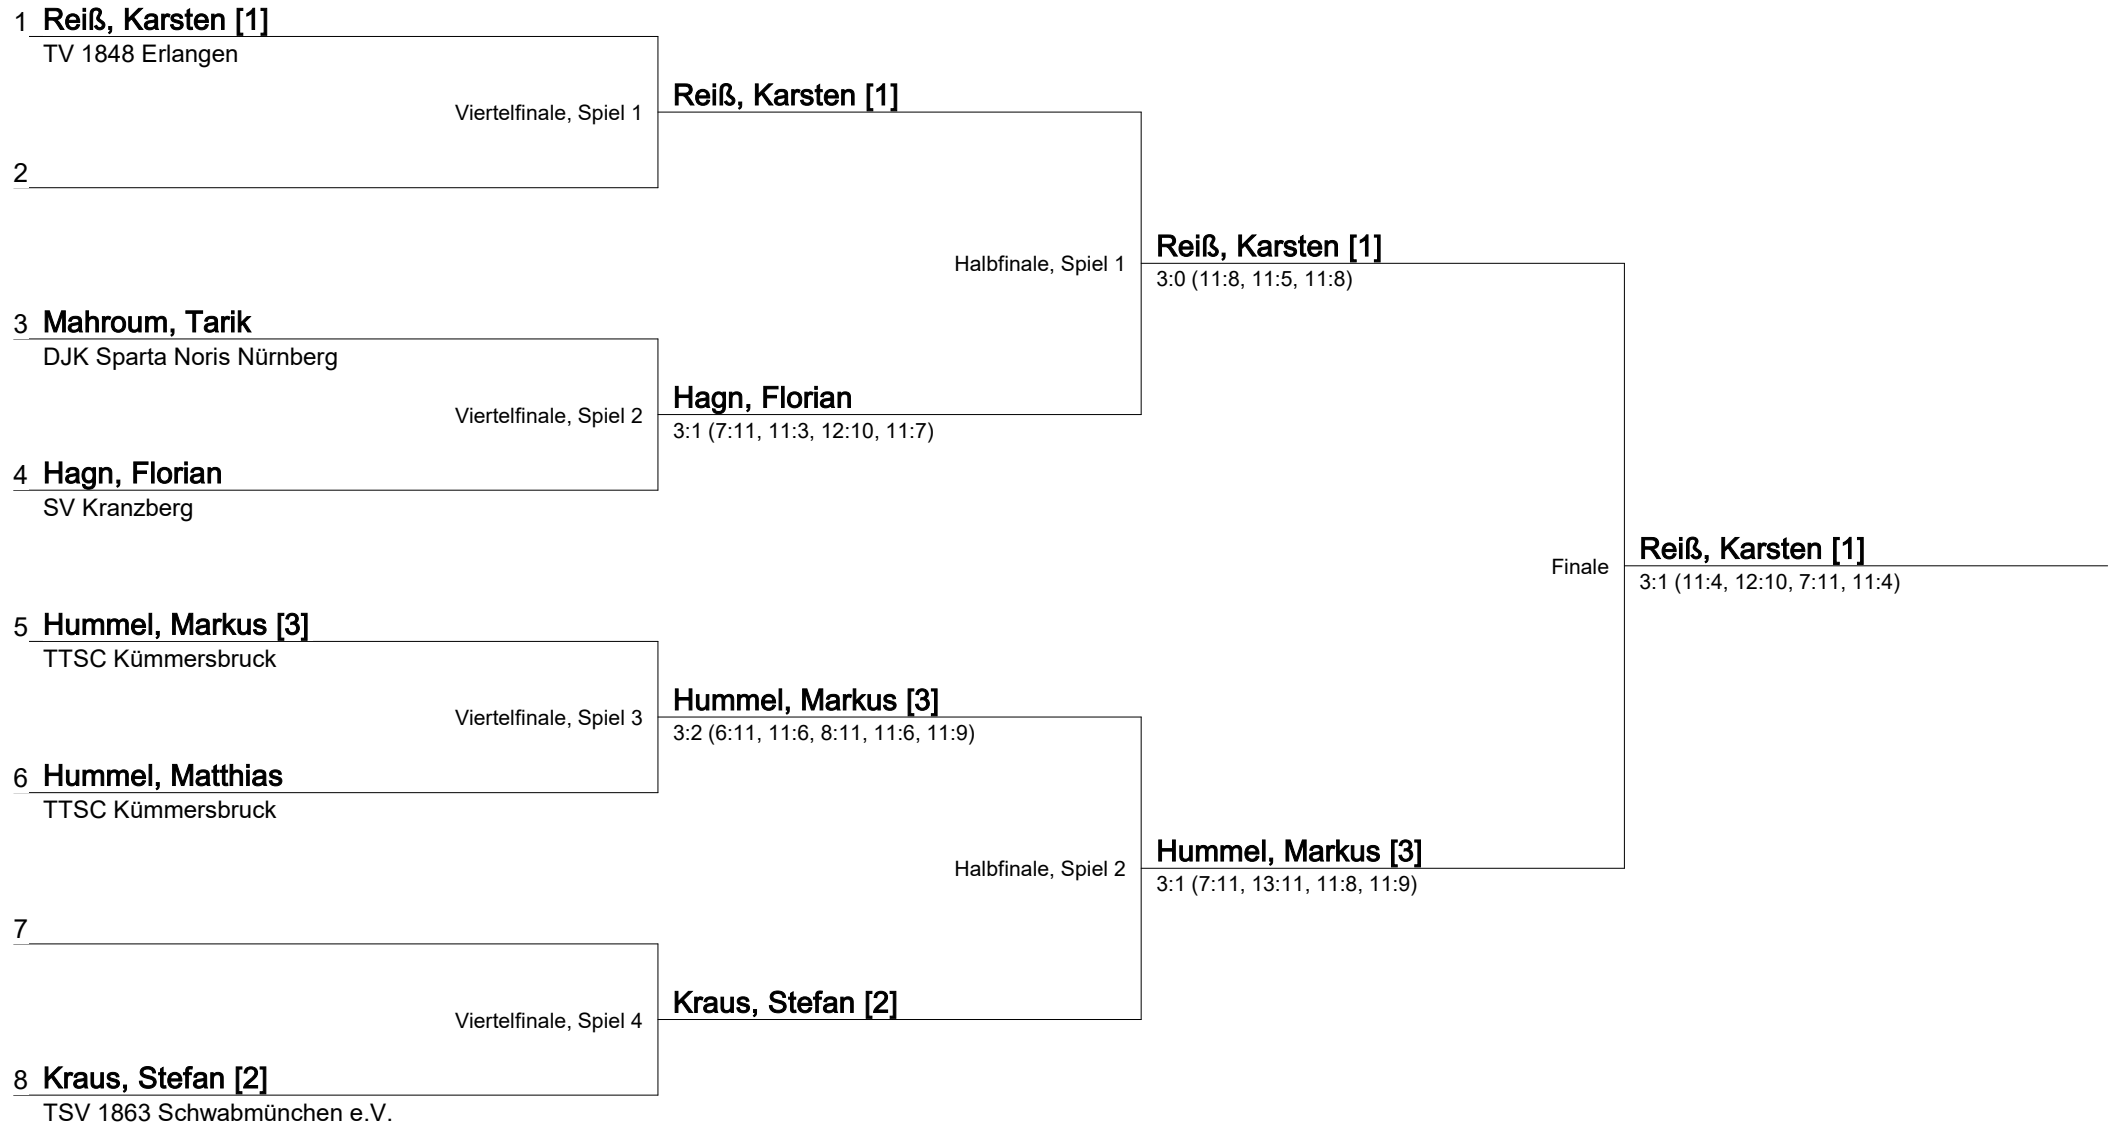 1 Reiß, Karsten [1]
TV 1848 Erlangen
Viertelfinale, Spiel 1
Reiß, Karsten [1]
2
Halbfinale, Spiel 1
Reiß, Karsten [1]
3:0 (11:8, 11:5, 11:8)
3 Mahroum, Tarik
DJK Sparta Noris Nürnberg
Viertelfinale, Spiel 2
Hagn, Florian
3:1 (7:11, 11:3, 12:10, 11:7)
4 Hagn, Florian
SV Kranzberg
Finale
Reiß, Karsten [1]
3:1 (11:4, 12:10, 7:11, 11:4)
5 Hummel, Markus [3]
TTSC Kümmersbruck
Viertelfinale, Spiel 3
Hummel, Markus [3]
3:2 (6:11, 11:6, 8:11, 11:6, 11:9)
6 Hummel, Matthias
TTSC Kümmersbruck
Halbfinale, Spiel 2
Hummel, Markus [3]
3:1 (7:11, 13:11, 11:8, 11:9)
7
Viertelfinale, Spiel 4
Kraus, Stefan [2]
8 Kraus, Stefan [2]
TSV 1863 Schwabmünchen e.V.